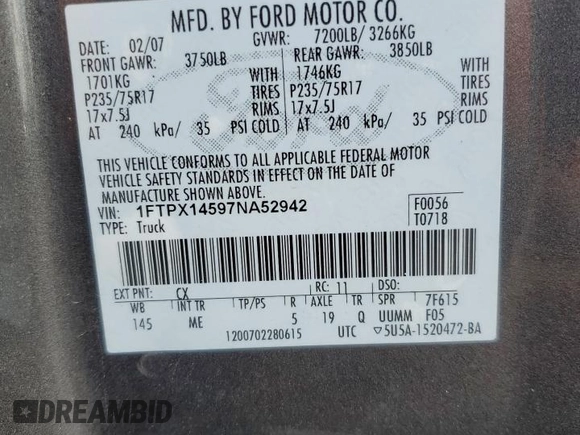 MFD. BY FORD MOTOR CO.
DATE: 02/07 GVWR: 7200LB/ 3266KG
FRONT GAWR: 3750LB REAR GAWR: 3850LB
1701KG WITH 1746KG WITH
P235/75R17 TIRES P235/75R17 TIRES
17x7.5J RIMS 17x7.5J RIMS
AT 240 kPa/ 35 PSI COLD AT 240 kPa/ 35 PSI COLD
THIS VEHICLE CONFORMS TO ALL APPLICABLE FEDERAL MOTOR
VEHICLE SAFETY STANDARDS IN EFFECT ON THE DATE OF
MANUFACTURE SHOWN ABOVE.
VIN: 1FTPX14597NA52942 F0056
TYPE: Truck T0718
EXT PNT: CX RC: 11 DSO:
WB INT TR TP/PS R AXLE TR SPR 7F615
145 ME 5 19 Q UUMM F05
1200702280615 UTC ▽5U5A-1520472-BA
Ford
DREAMBID